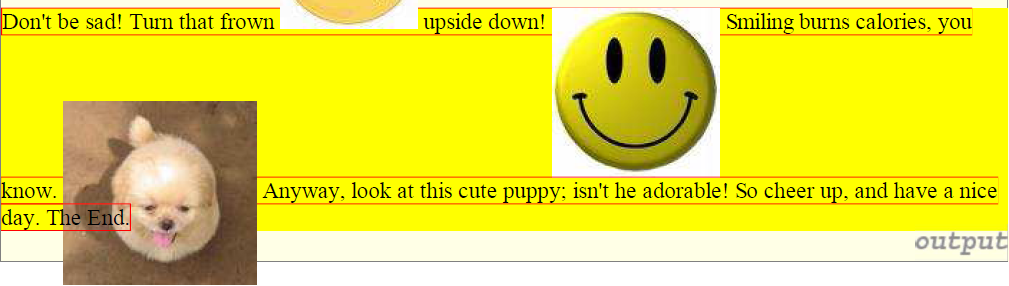 Don't be sad! Turn that frown upside down! Smiling burns calories, you
know. Anyway, look at this cute puppy; isn't he adorable! So cheer up, and have a nice
day. The End.
output